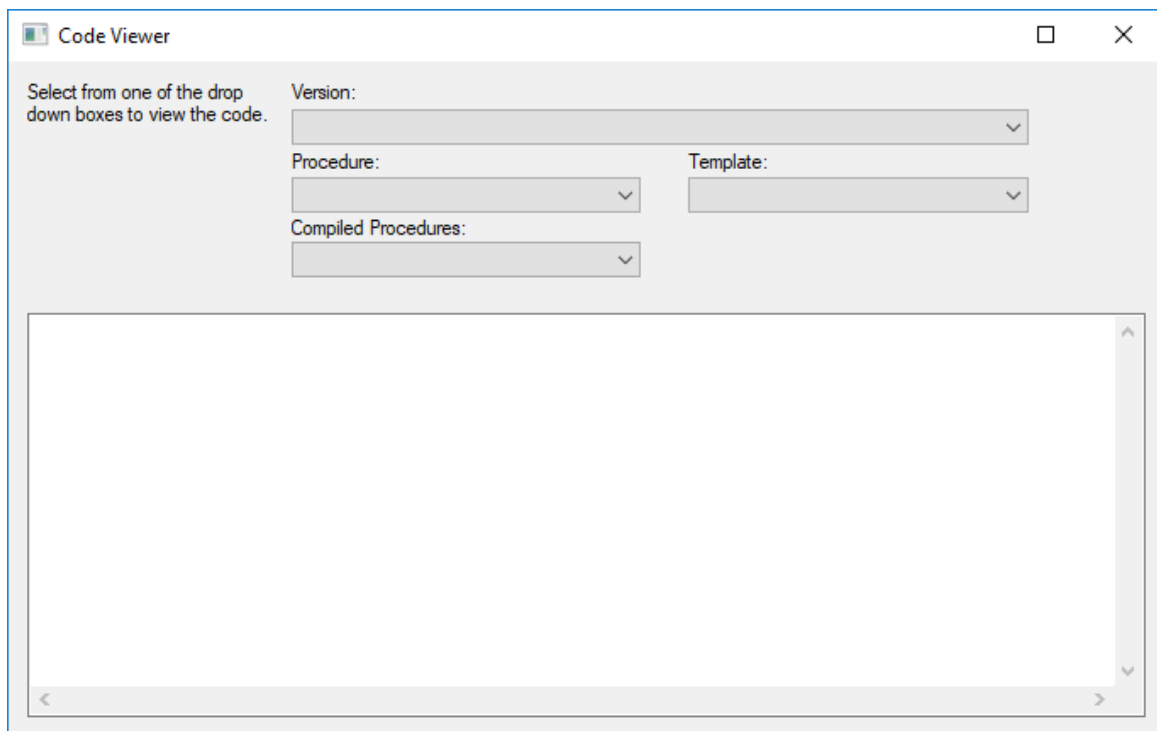 Code Viewer
Select from one of the drop
down boxes to view the code.
Version:
Procedure:
Template:
Compiled Procedures: